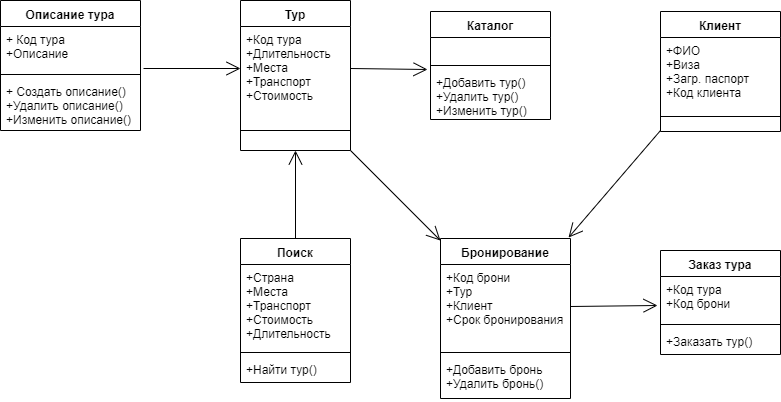 Описание тура
+ Код тура
+Описание
+ Создать описание()
+Удалить описание()
+Изменить описание()
Тур
+Код тура
+Длительность
+Места
+Транспорт
+Стоимость
Каталог
+Добавить тур()
+Удалить тур()
+Изменить тур()
Клиент
+ФИО
+Виза
+Загр. паспорт
+Код клиента
Поиск
+Страна
+Места
+Транспорт
+Стоимость
+Длительность
+Найти тур()
Бронирование
+Код брони
+Тур
+Клиент
+Срок бронирования
+Добавить бронь
+Удалить бронь()
Заказ тура
+Код тура
+Код брони
+Заказать тур()